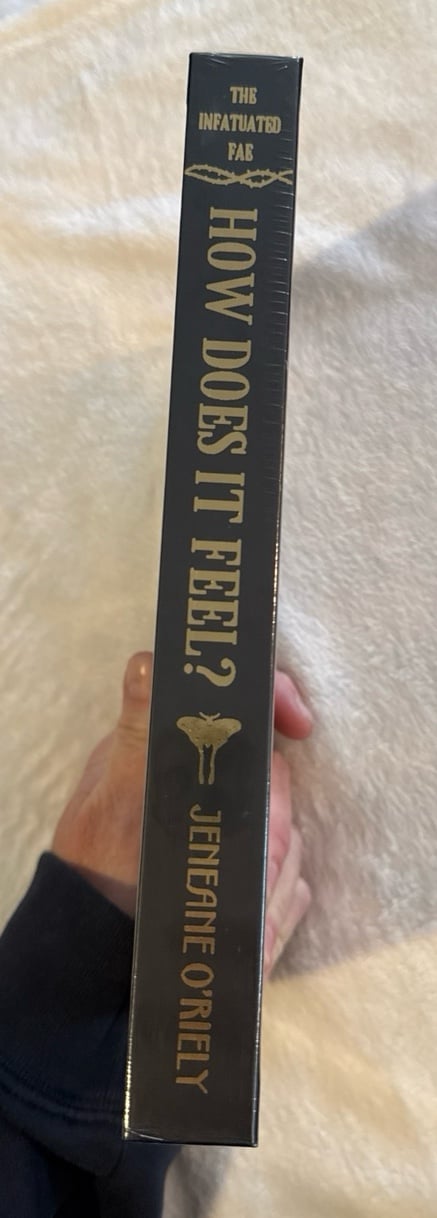 THE
INFATUATED
FAE
HOW DOES IT FEEL?
JENEANE O'RIELY